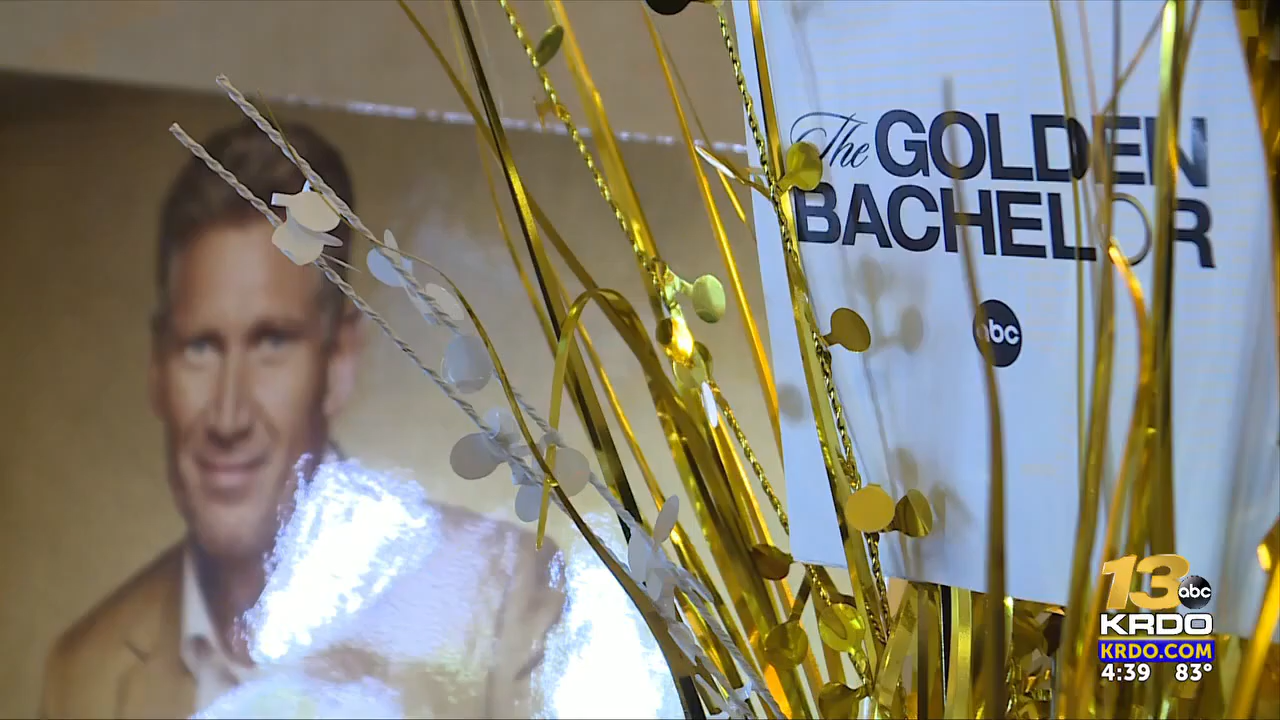 The GOLDEN
BACHELOR
abc
13 abc
KRDO
KRDO.COM
4:39 83°